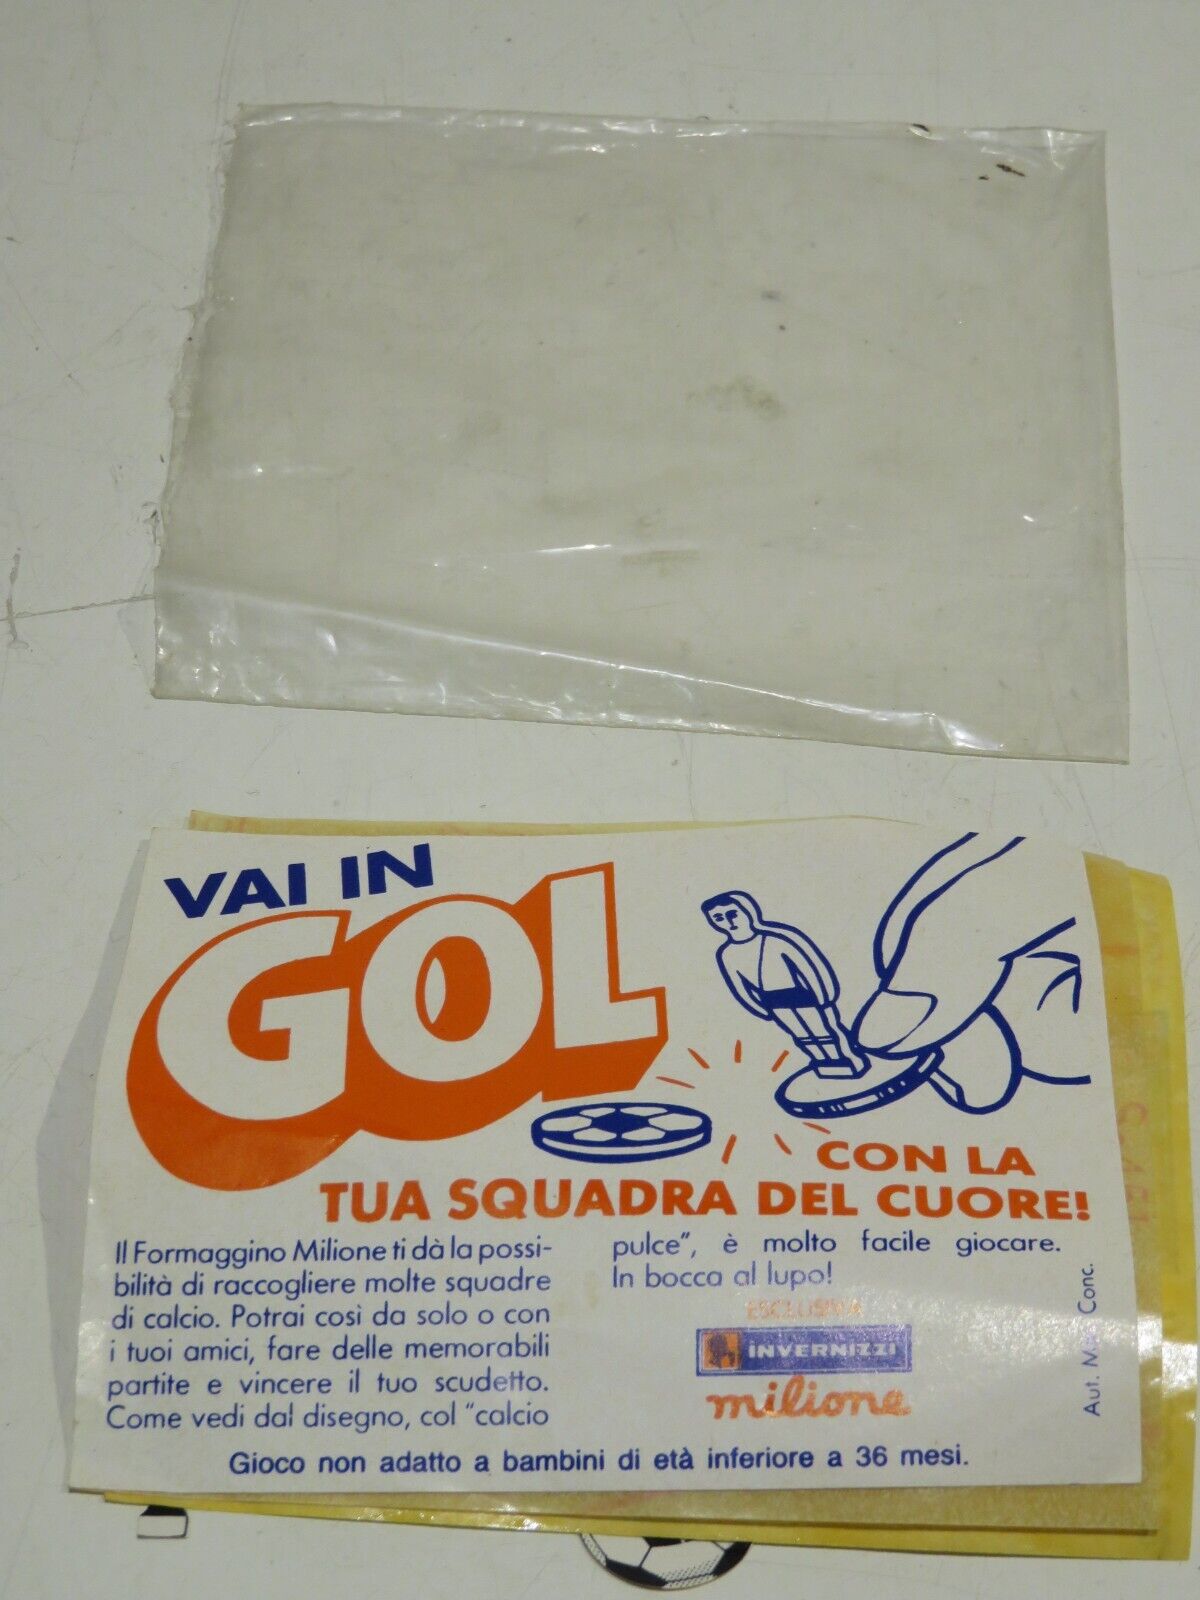 VAI IN
GOL
CON LA
TUA SQUADRA DEL CUORE!
Il Formaggino Milione ti dà la possi-
bilità di raccogliere molte squadre
di calcio. Potrai così da solo o con
i tuoi amici, fare delle memorabili
partite e vincere il tuo scudetto.
Come vedi dal disegno, col "calcio
pulce", è molto facile giocare.
In bocca al lupo!
ESCLUSIVA
INVERNIZZI
milione
Aut. Min. Conc.
Gioco non adatto a bambini di età inferiore a 36 mesi.